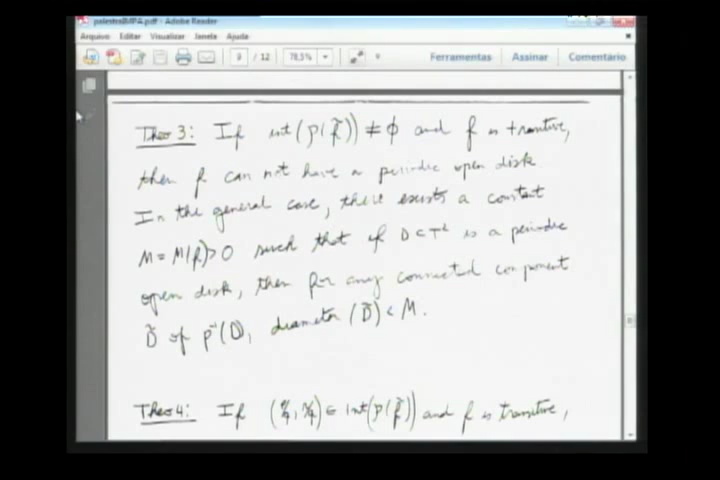 palestraIMPA.pdf - Adobe Reader
Arquivo Editar Visualizar Janela Ajuda
9 / 12 78,5% Ferramentas Assinar Comentário
Theo 3: If int(ρ(f̃)) ≠ ∅ and f is transitive,
then f can not have a periodic open disk
In the general case, there exists a constant
M = M(f) > 0 such that if D ⊂ T² is a periodic
open disk, then for any connected component
D̃ of p⁻¹(D), diameter (D̃) < M.
Theo 4: If (p/q, r/q) ∈ int(ρ(f̃)) and f is transitive,